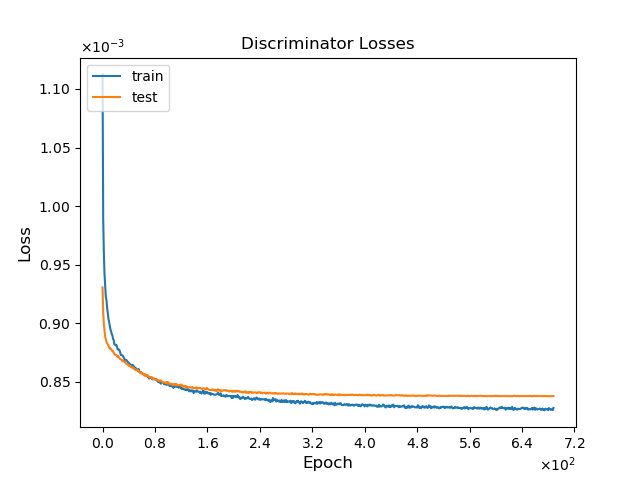 Discriminator Losses
×10⁻³
train
test
1.10
1.05
1.00
0.95
0.90
0.85
Loss
0.0 0.8 1.6 2.4 3.2 4.0 4.8 5.6 6.4 7.2
Epoch
×10²